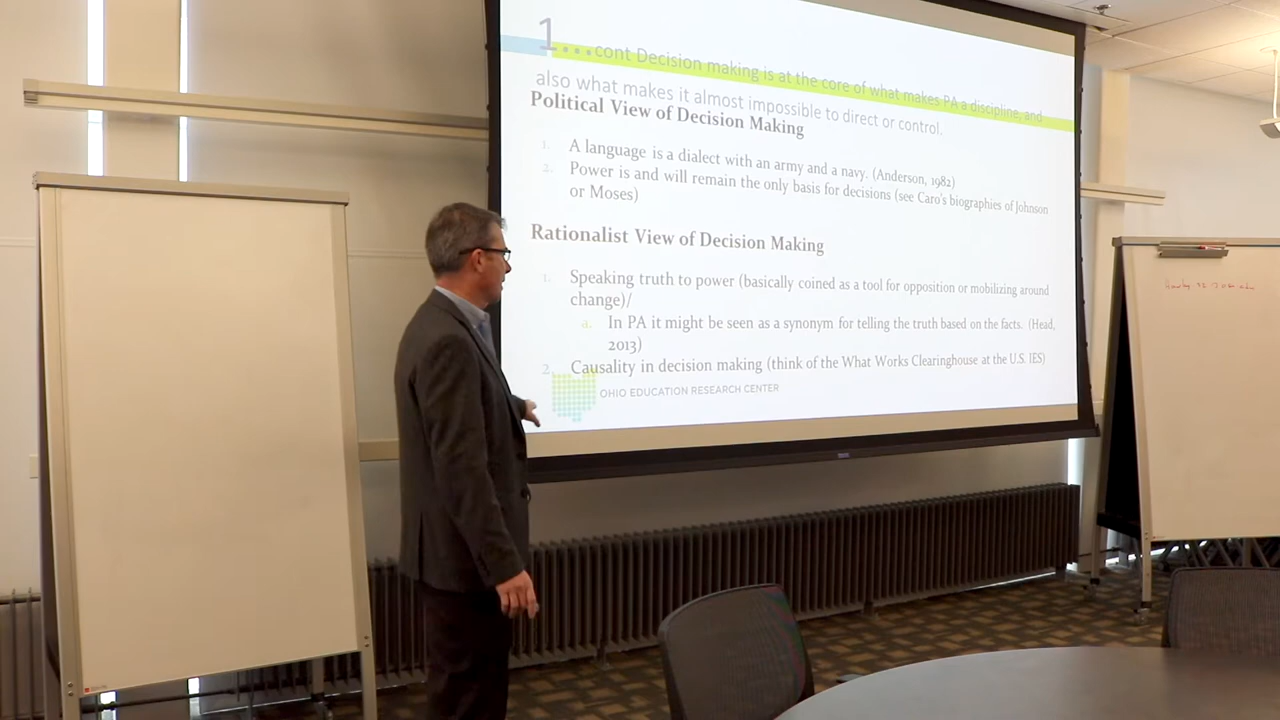 1...cont Decision making is at the core of what makes PA a discipline, and
also what makes it almost impossible to direct or control.
Political View of Decision Making
1. A language is a dialect with an army and a navy. (Anderson, 1982)
2. Power is and will remain the only basis for decisions (see Caro's biographies of Johnson
or Moses)
Rationalist View of Decision Making
1. Speaking truth to power (basically coined as a tool for opposition or mobilizing around
change)/
a. In PA it might be seen as a synonym for telling the truth based on the facts. (Head,
2013)
2. Causality in decision making (think of the What Works Clearinghouse at the U.S. IES)
OHIO EDUCATION RESEARCH CENTER